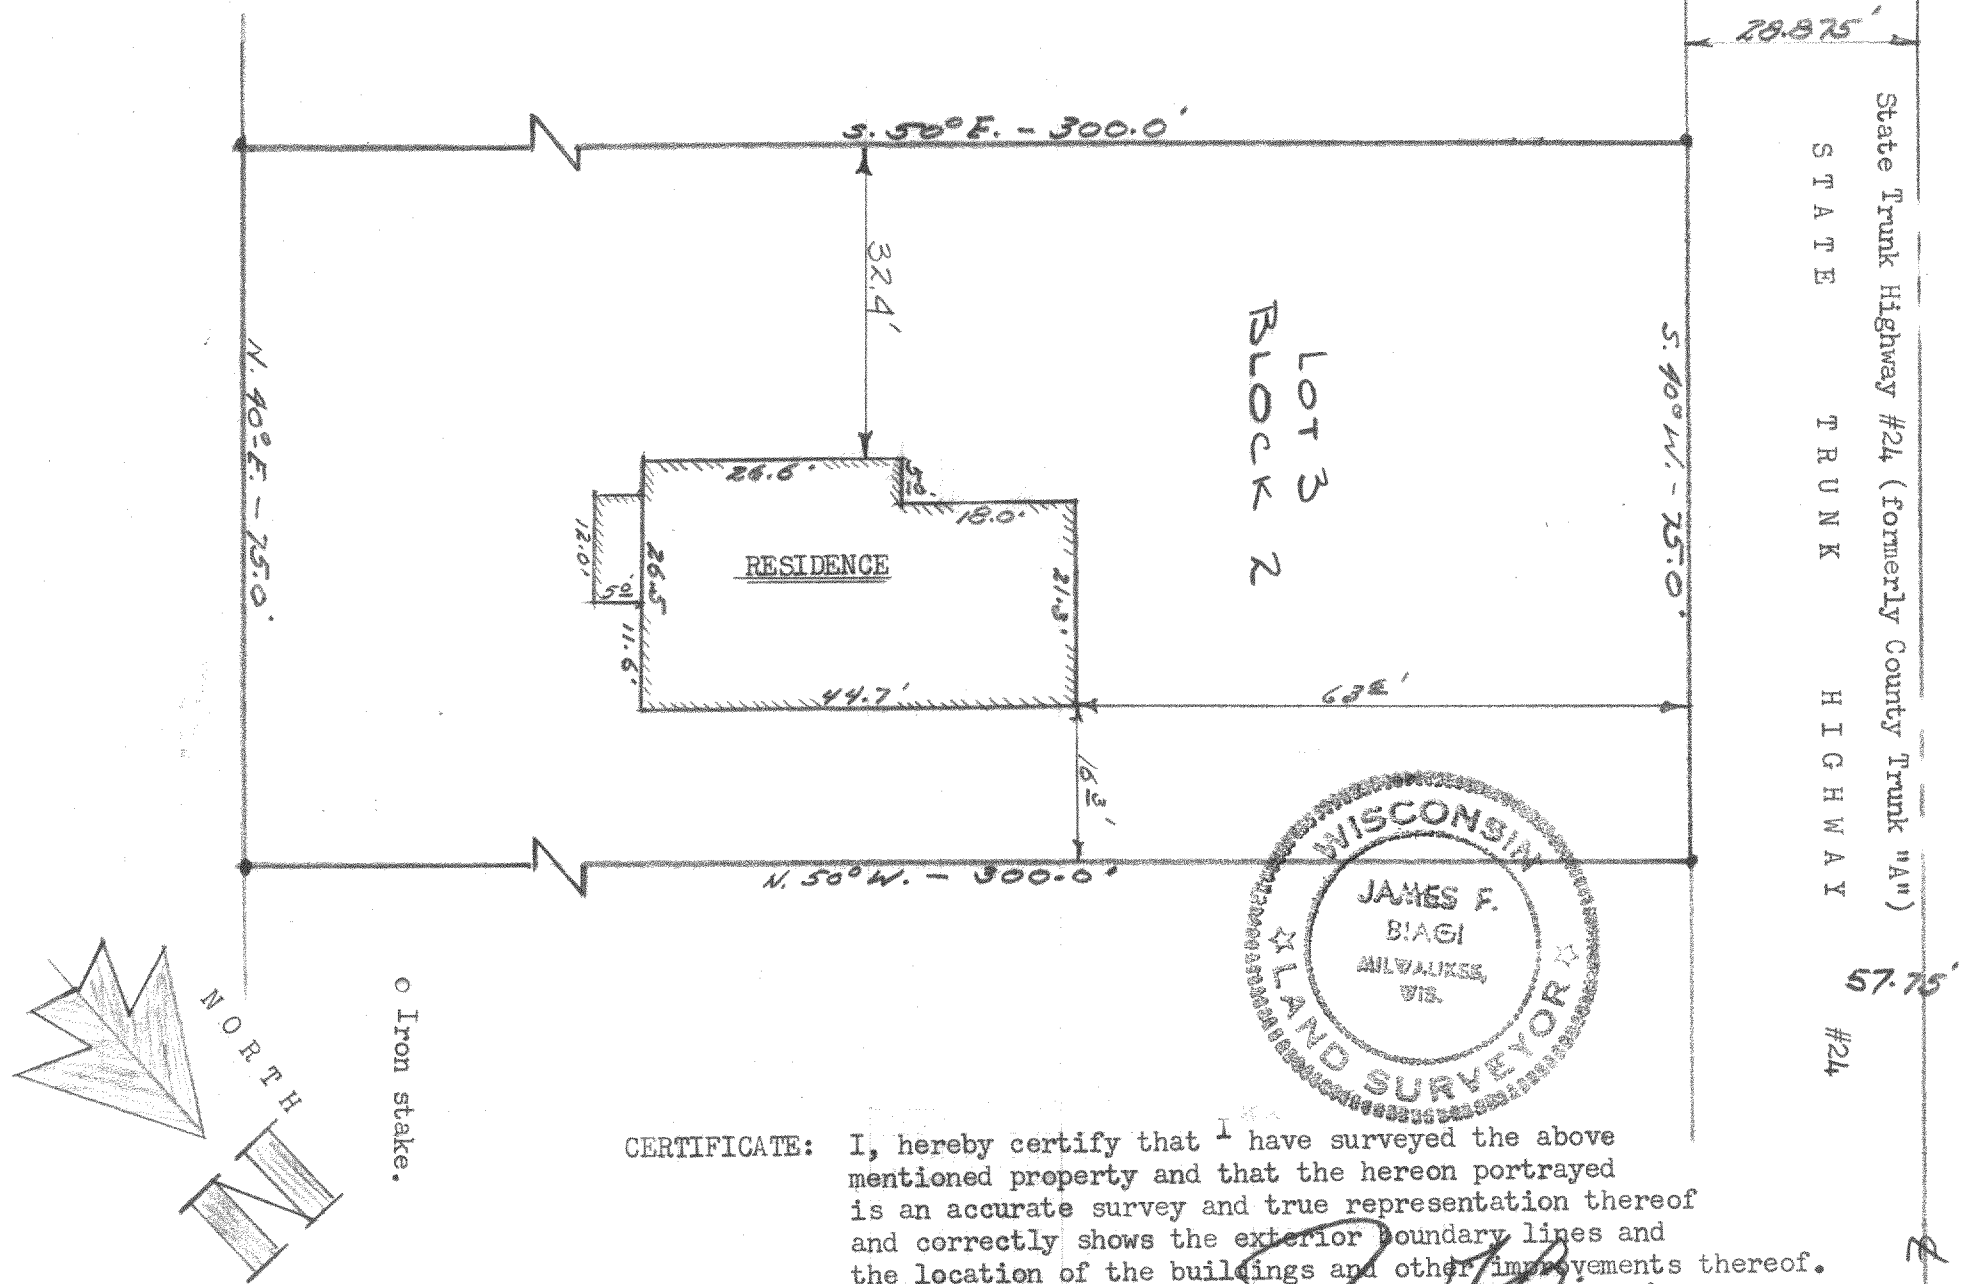 28.875'
S. 50° E. - 300.0'
32.4'
LOT 3
BLOCK 2
N. 40° E. - 75.0'
S. 40° W. - 75.0'
State Trunk Highway #24 (formerly County Trunk "A")
STATE TRUNK HIGHWAY #24
26.6'
18.0'
12.0'
5.0'
26.5
RESIDENCE
21.3'
11.6'
44.7'
16.3'
N. 50° W. - 300.0'
WISCONSIN
JAMES F.
BIAGI
MILWAUKEE,
WIS.
LAND SURVEYOR
57.75'
NORTH
N
o Iron stake.
CERTIFICATE: I, hereby certify that I have surveyed the above
mentioned property and that the hereon portrayed
is an accurate survey and true representation thereof
and correctly shows the exterior boundary lines and
the location of the buildings and other improvements thereof.